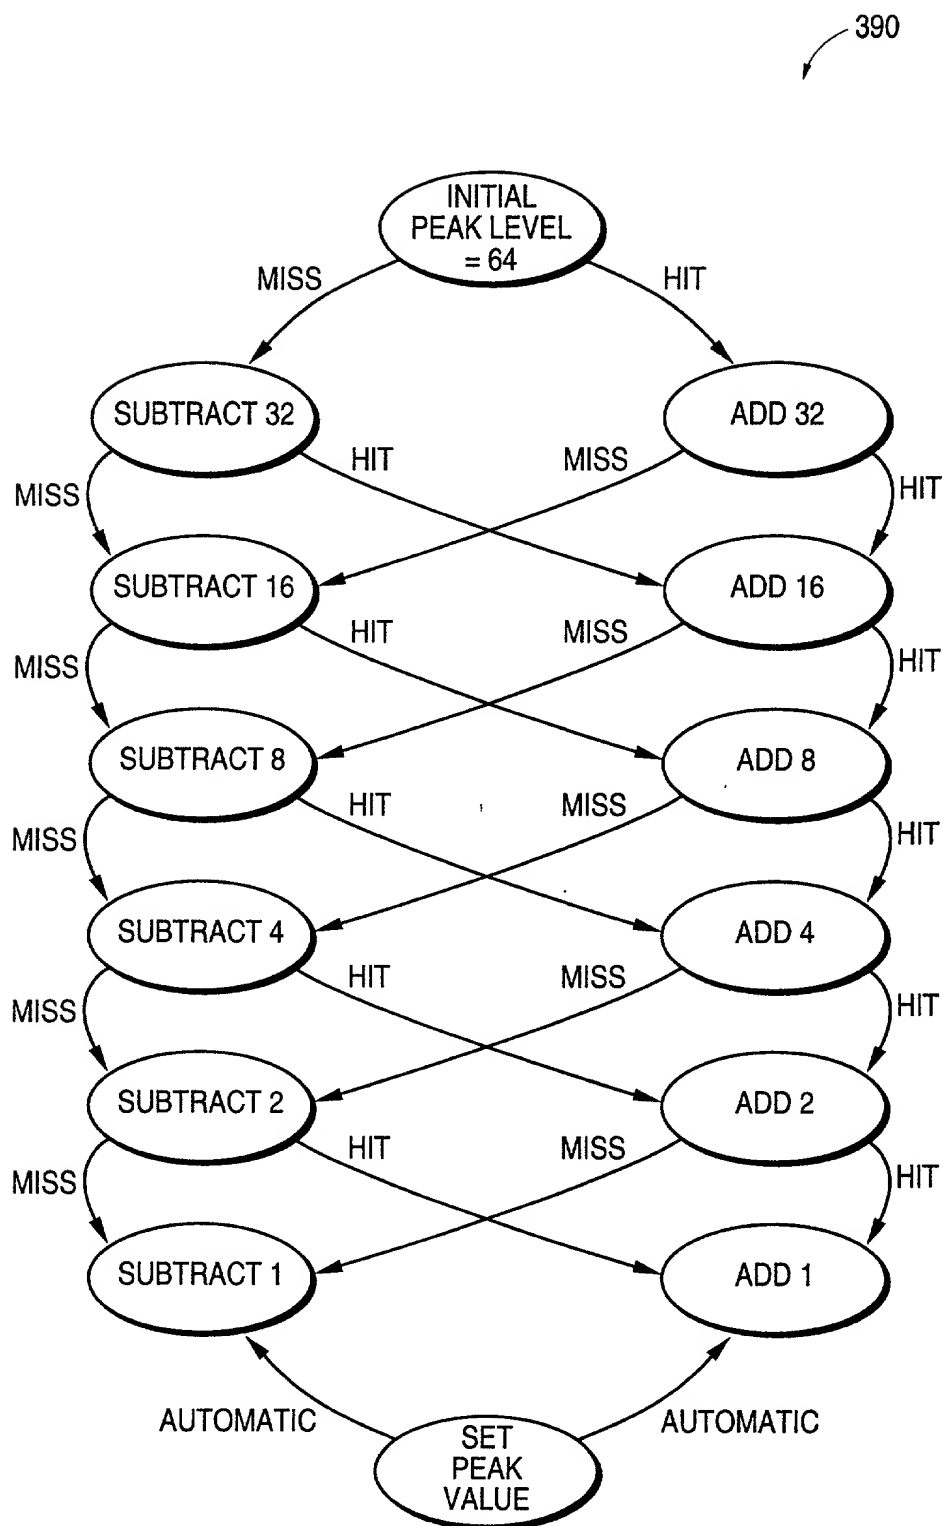 390
INITIAL
PEAK LEVEL
= 64
MISS
HIT
SUBTRACT 32
ADD 32
HIT
MISS
MISS
HIT
SUBTRACT 16
ADD 16
HIT
MISS
MISS
HIT
SUBTRACT 8
ADD 8
HIT
MISS
MISS
HIT
SUBTRACT 4
ADD 4
HIT
MISS
MISS
HIT
SUBTRACT 2
ADD 2
HIT
MISS
MISS
HIT
SUBTRACT 1
ADD 1
AUTOMATIC
AUTOMATIC
SET
PEAK
VALUE